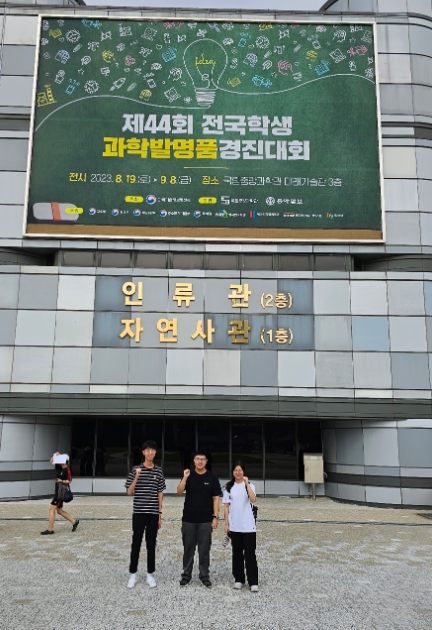 idea
제44회 전국학생
과학발명품경진대회
전시 2023. 8. 19.(토) ~ 9. 8.(금) 장소 국립중앙과학관 미래기술관 3층
인 류 관 (2층)
자연사관 (1층)